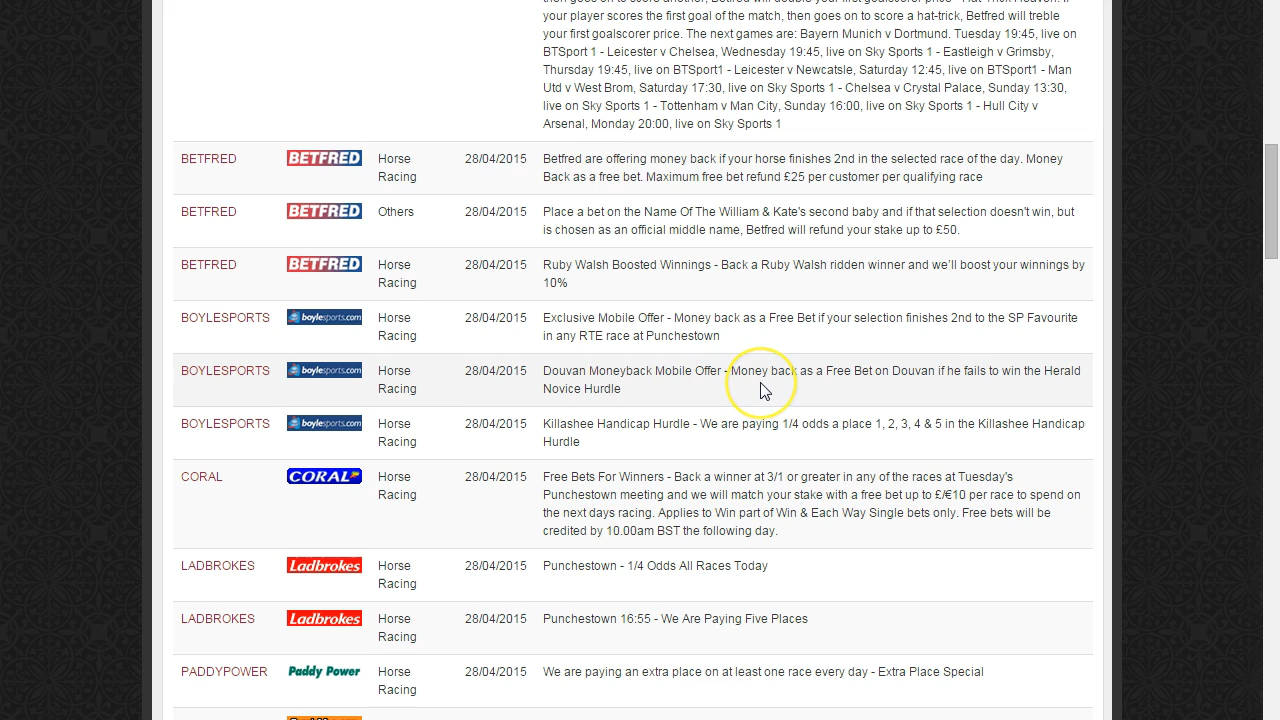 then goes on to score another, Betfred will double your first goalscorer price - Hat-Trick Heaven. If
your player scores the first goal of the match, then goes on to score a hat-trick, Betfred will treble
your first goalscorer price. The next games are: Bayern Munich v Dortmund. Tuesday 19:45, live on
BTSport 1 - Leicester v Chelsea, Wednesday 19:45, live on Sky Sports 1 - Eastleigh v Grimsby,
Thursday 19:45, live on BTSport1 - Leicester v Newcatsle, Saturday 12:45, live on BTSport1 - Man
Utd v West Brom, Saturday 17:30, live on Sky Sports 1 - Chelsea v Crystal Palace, Sunday 13:30,
live on Sky Sports 1 - Tottenham v Man City, Sunday 16:00, live on Sky Sports 1 - Hull City v
Arsenal, Monday 20:00, live on Sky Sports 1
BETFRED BETFRED Horse 28/04/2015 Betfred are offering money back if your horse finishes 2nd in the selected race of the day. Money
Racing Back as a free bet. Maximum free bet refund £25 per customer per qualifying race
BETFRED BETFRED Others 28/04/2015 Place a bet on the Name Of The William & Kate's second baby and if that selection doesn't win, but
is chosen as an official middle name, Betfred will refund your stake up to £50.
BETFRED BETFRED Horse 28/04/2015 Ruby Walsh Boosted Winnings - Back a Ruby Walsh ridden winner and we'll boost your winnings by
Racing 10%
BOYLESPORTS boylesports.com Horse 28/04/2015 Exclusive Mobile Offer - Money back as a Free Bet if your selection finishes 2nd to the SP Favourite
Racing in any RTE race at Punchestown
BOYLESPORTS boylesports.com Horse 28/04/2015 Douvan Moneyback Mobile Offer - Money back as a Free Bet on Douvan if he fails to win the Herald
Racing Novice Hurdle
BOYLESPORTS boylesports.com Horse 28/04/2015 Killashee Handicap Hurdle - We are paying 1/4 odds a place 1, 2, 3, 4 & 5 in the Killashee Handicap
Racing Hurdle
CORAL CORAL Horse 28/04/2015 Free Bets For Winners - Back a winner at 3/1 or greater in any of the races at Tuesday's
Racing Punchestown meeting and we will match your stake with a free bet up to £/€10 per race to spend on
the next days racing. Applies to Win part of Win & Each Way Single bets only. Free bets will be
credited by 10.00am BST the following day.
LADBROKES Ladbrokes Horse 28/04/2015 Punchestown - 1/4 Odds All Races Today
Racing
LADBROKES Ladbrokes Horse 28/04/2015 Punchestown 16:55 - We Are Paying Five Places
Racing
PADDYPOWER Paddy Power Horse 28/04/2015 We are paying an extra place on at least one race every day - Extra Place Special
Racing